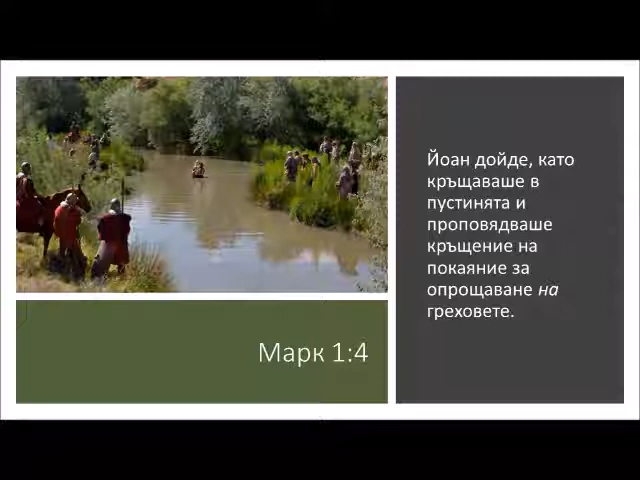 Йоан дойде, като
кръщаваше в
пустинята и
проповядваше
кръщение на
покаяние за
опрощаване на
греховете.
Марк 1:4